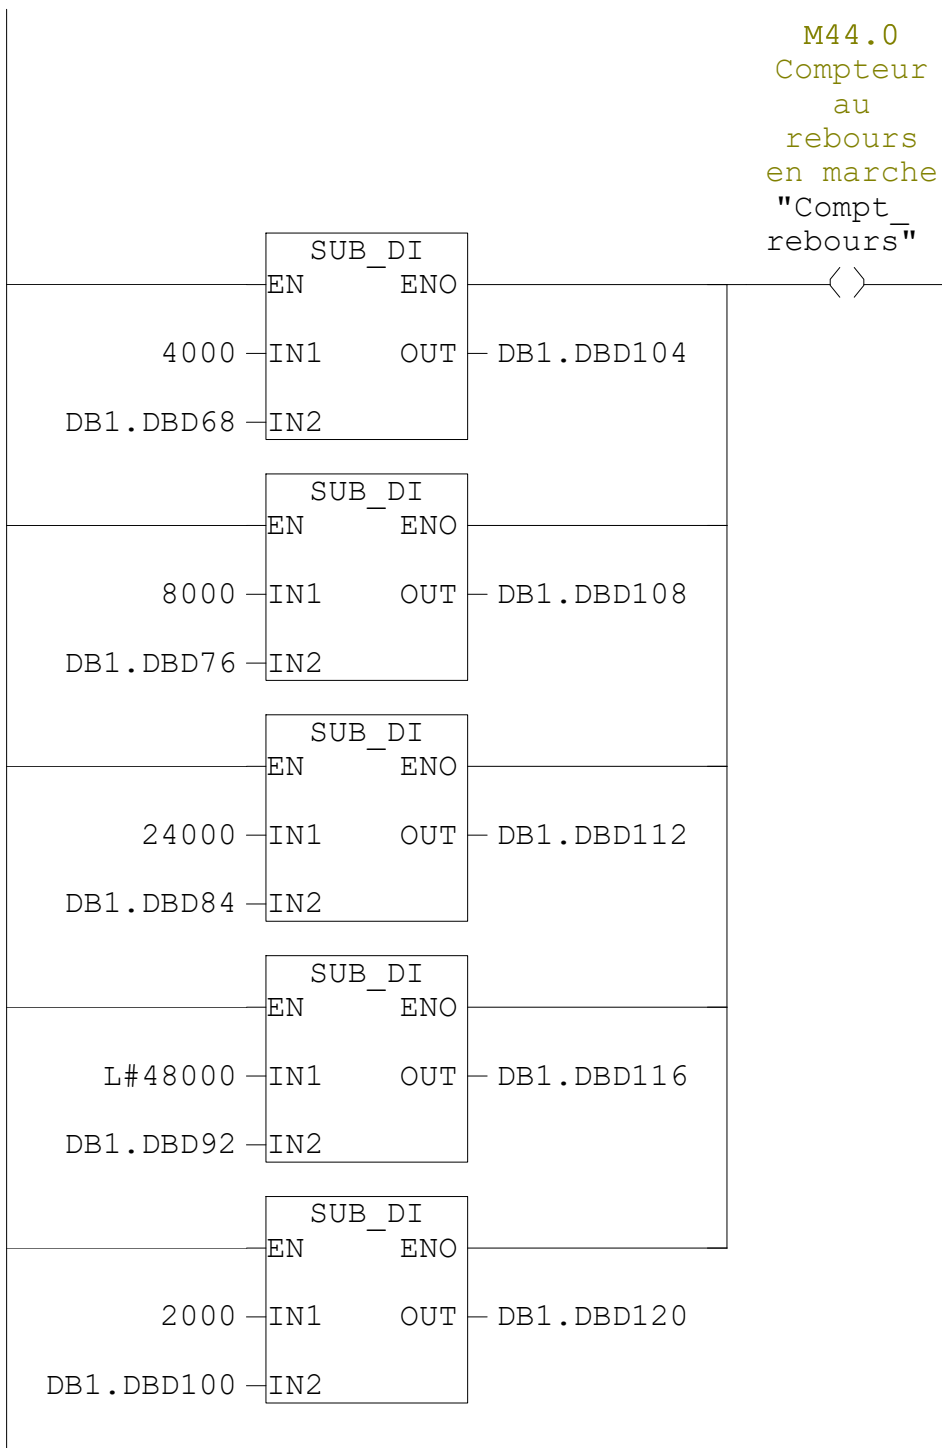 M44.0
Compteur
au
rebours
en marche
"Compt_
rebours"
SUB_DI
EN ENO
4000 IN1 OUT DB1.DBD104
DB1.DBD68 IN2
SUB_DI
EN ENO
8000 IN1 OUT DB1.DBD108
DB1.DBD76 IN2
SUB_DI
EN ENO
24000 IN1 OUT DB1.DBD112
DB1.DBD84 IN2
SUB_DI
EN ENO
L#48000 IN1 OUT DB1.DBD116
DB1.DBD92 IN2
SUB_DI
EN ENO
2000 IN1 OUT DB1.DBD120
DB1.DBD100 IN2